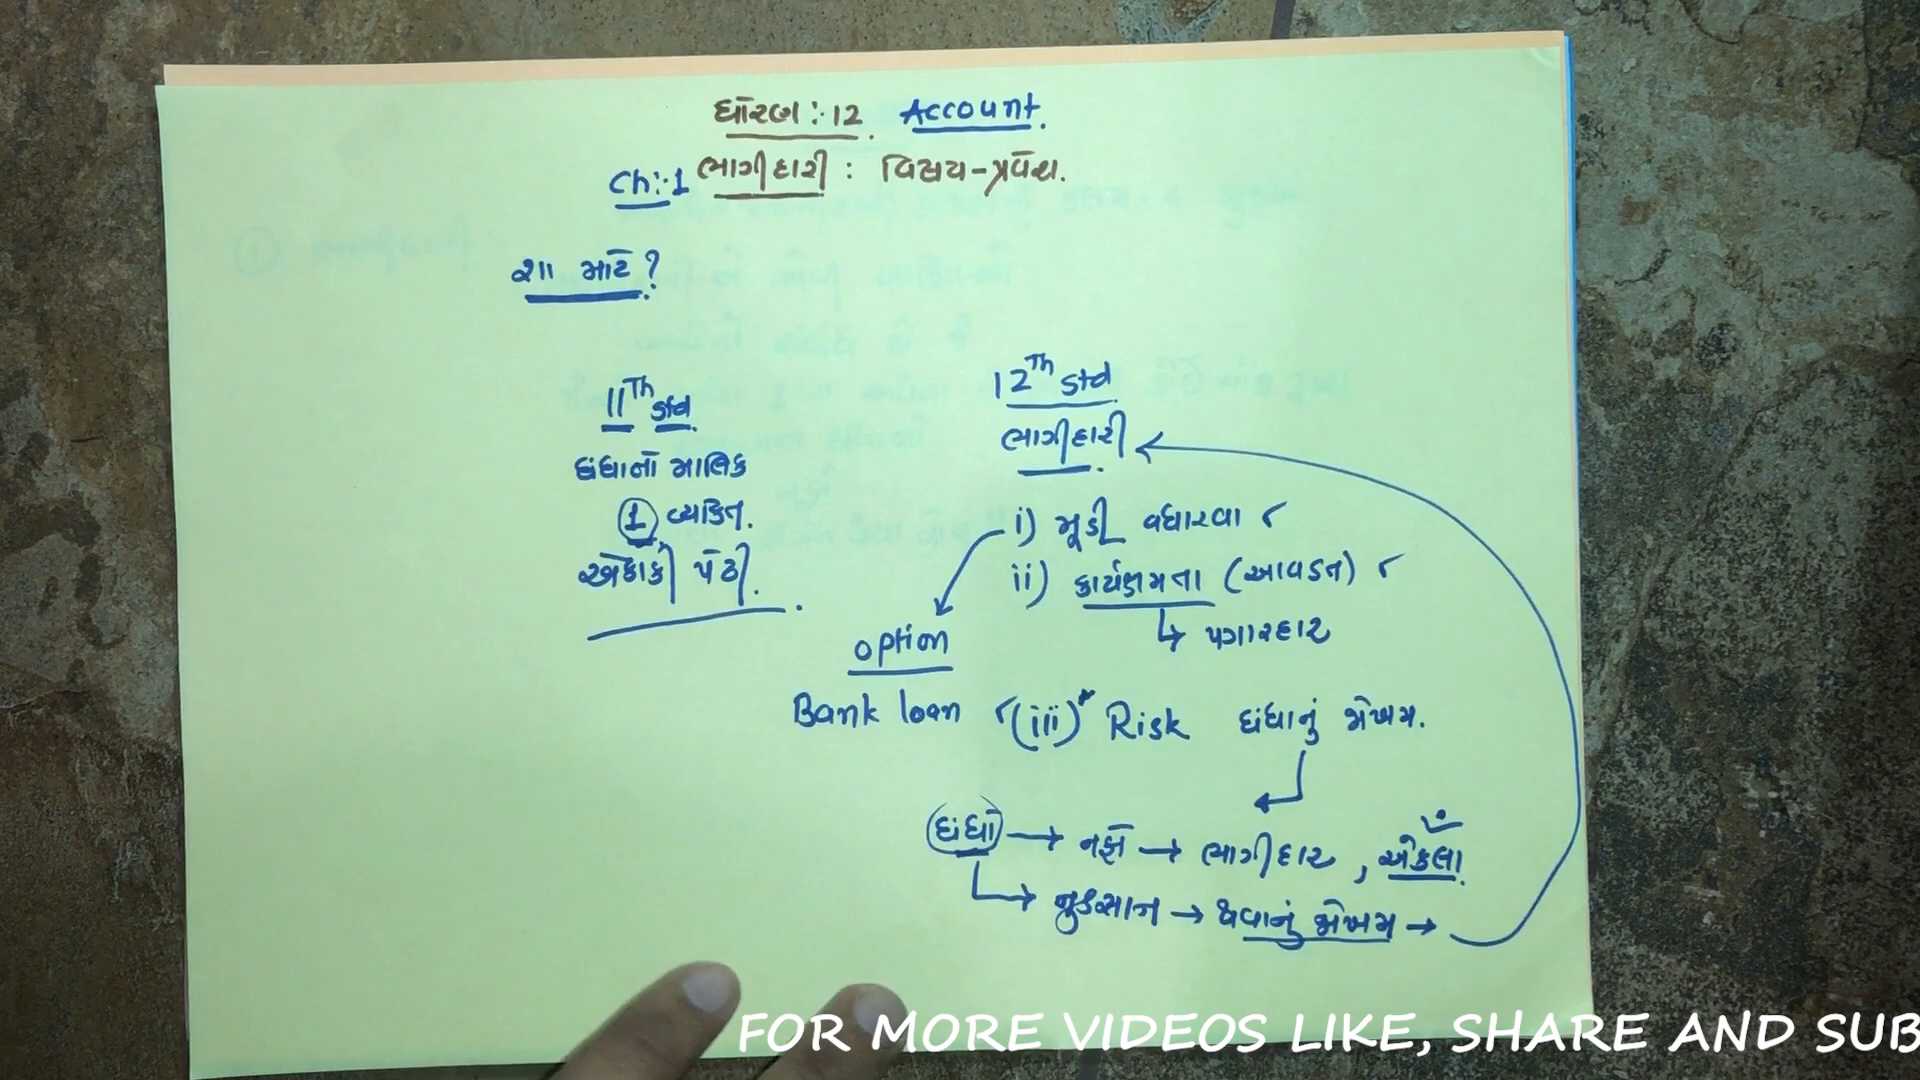 ધોરણ :- 12 Account.
Ch:-1 ભાગીદારી : વિષય-પ્રવેશ.
શા માટે ?
11Th std
ધંધાનો માલિક
1 વ્યકિત.
એકાકી પેઢી.
12Th std
ભાગીદારી
i) મૂડી વધારવા
ii) કાર્યક્ષમતા (આવડત)
↳ પગારદાર
option
Bank loan
(iii) Risk ધંધાનું જોખમ.
ધંધો → નફો → ભાગીદાર , એકલા.
→ નુકસાન → થવાનું જોખમ →
FOR MORE VIDEOS LIKE, SHARE AND SUB